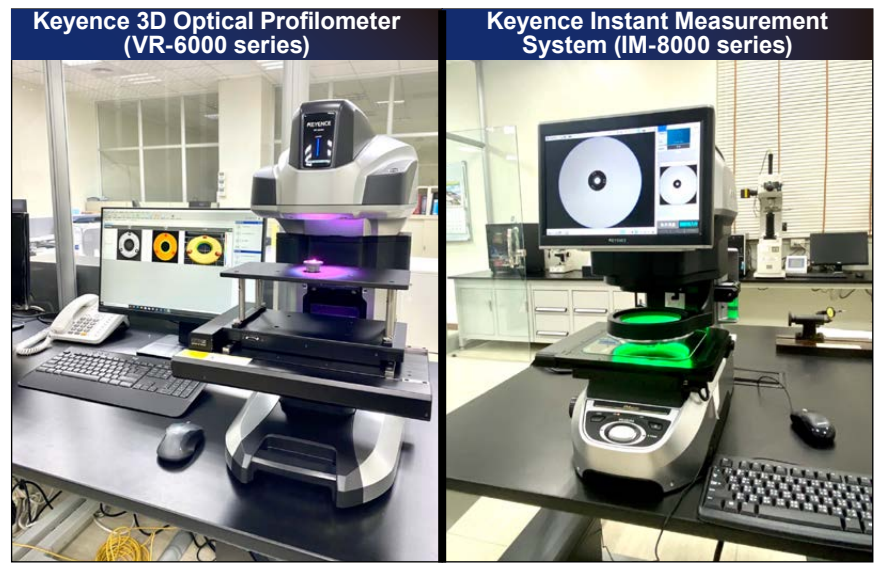 Keyence 3D Optical Profilometer
(VR-6000 series)
Keyence Instant Measurement
System (IM-8000 series)
KEYENCE
KEYENCE